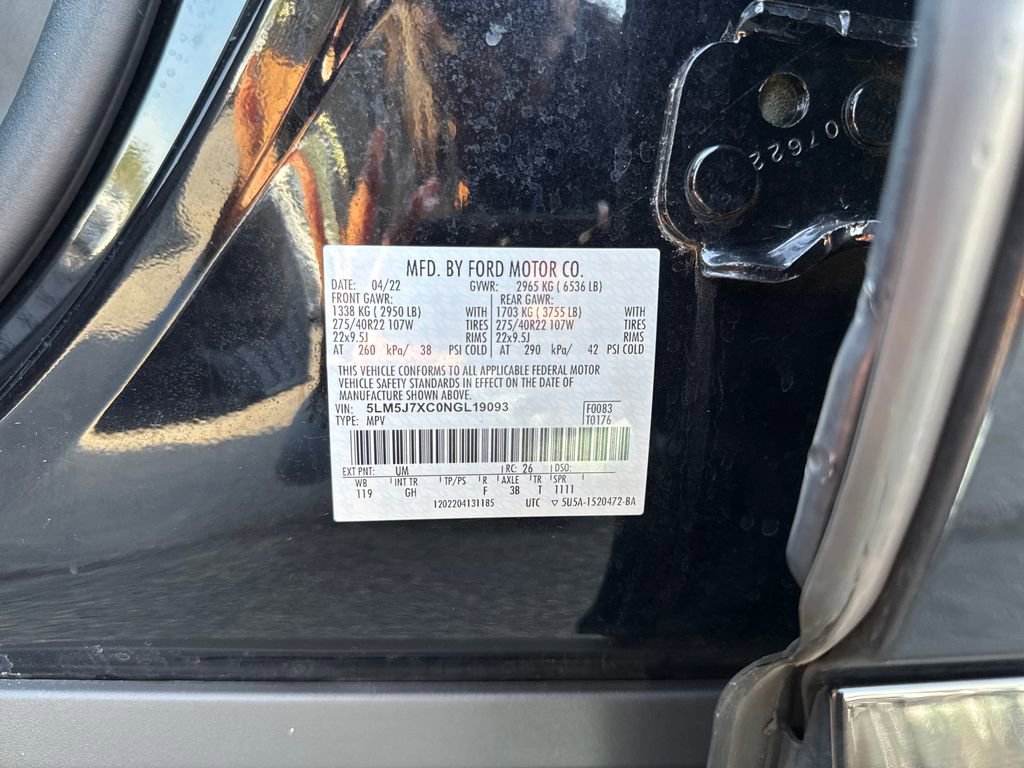 07622
MFD. BY FORD MOTOR CO.
DATE: 04/22 GVWR: 2965 KG ( 6536 LB)
FRONT GAWR: REAR GAWR:
1338 KG ( 2950 LB) WITH 1703 KG ( 3755 LB) WITH
275/40R22 107W TIRES 275/40R22 107W TIRES
22x9.5J RIMS 22x9.5J RIMS
AT 260 kPa/ 38 PSI COLD AT 290 kPa/ 42 PSI COLD
THIS VEHICLE CONFORMS TO ALL APPLICABLE FEDERAL MOTOR
VEHICLE SAFETY STANDARDS IN EFFECT ON THE DATE OF
MANUFACTURE SHOWN ABOVE.
VIN: 5LM5J7XC0NGL19093 F0083
TYPE: MPV T0176
EXT PNT: UM RC: 26 DSO:
WB INT TR TP/PS R AXLE TR SPR
119 GH F 3B T 1111
1202204131185 UTC ▽ 5U5A-1520472-BA